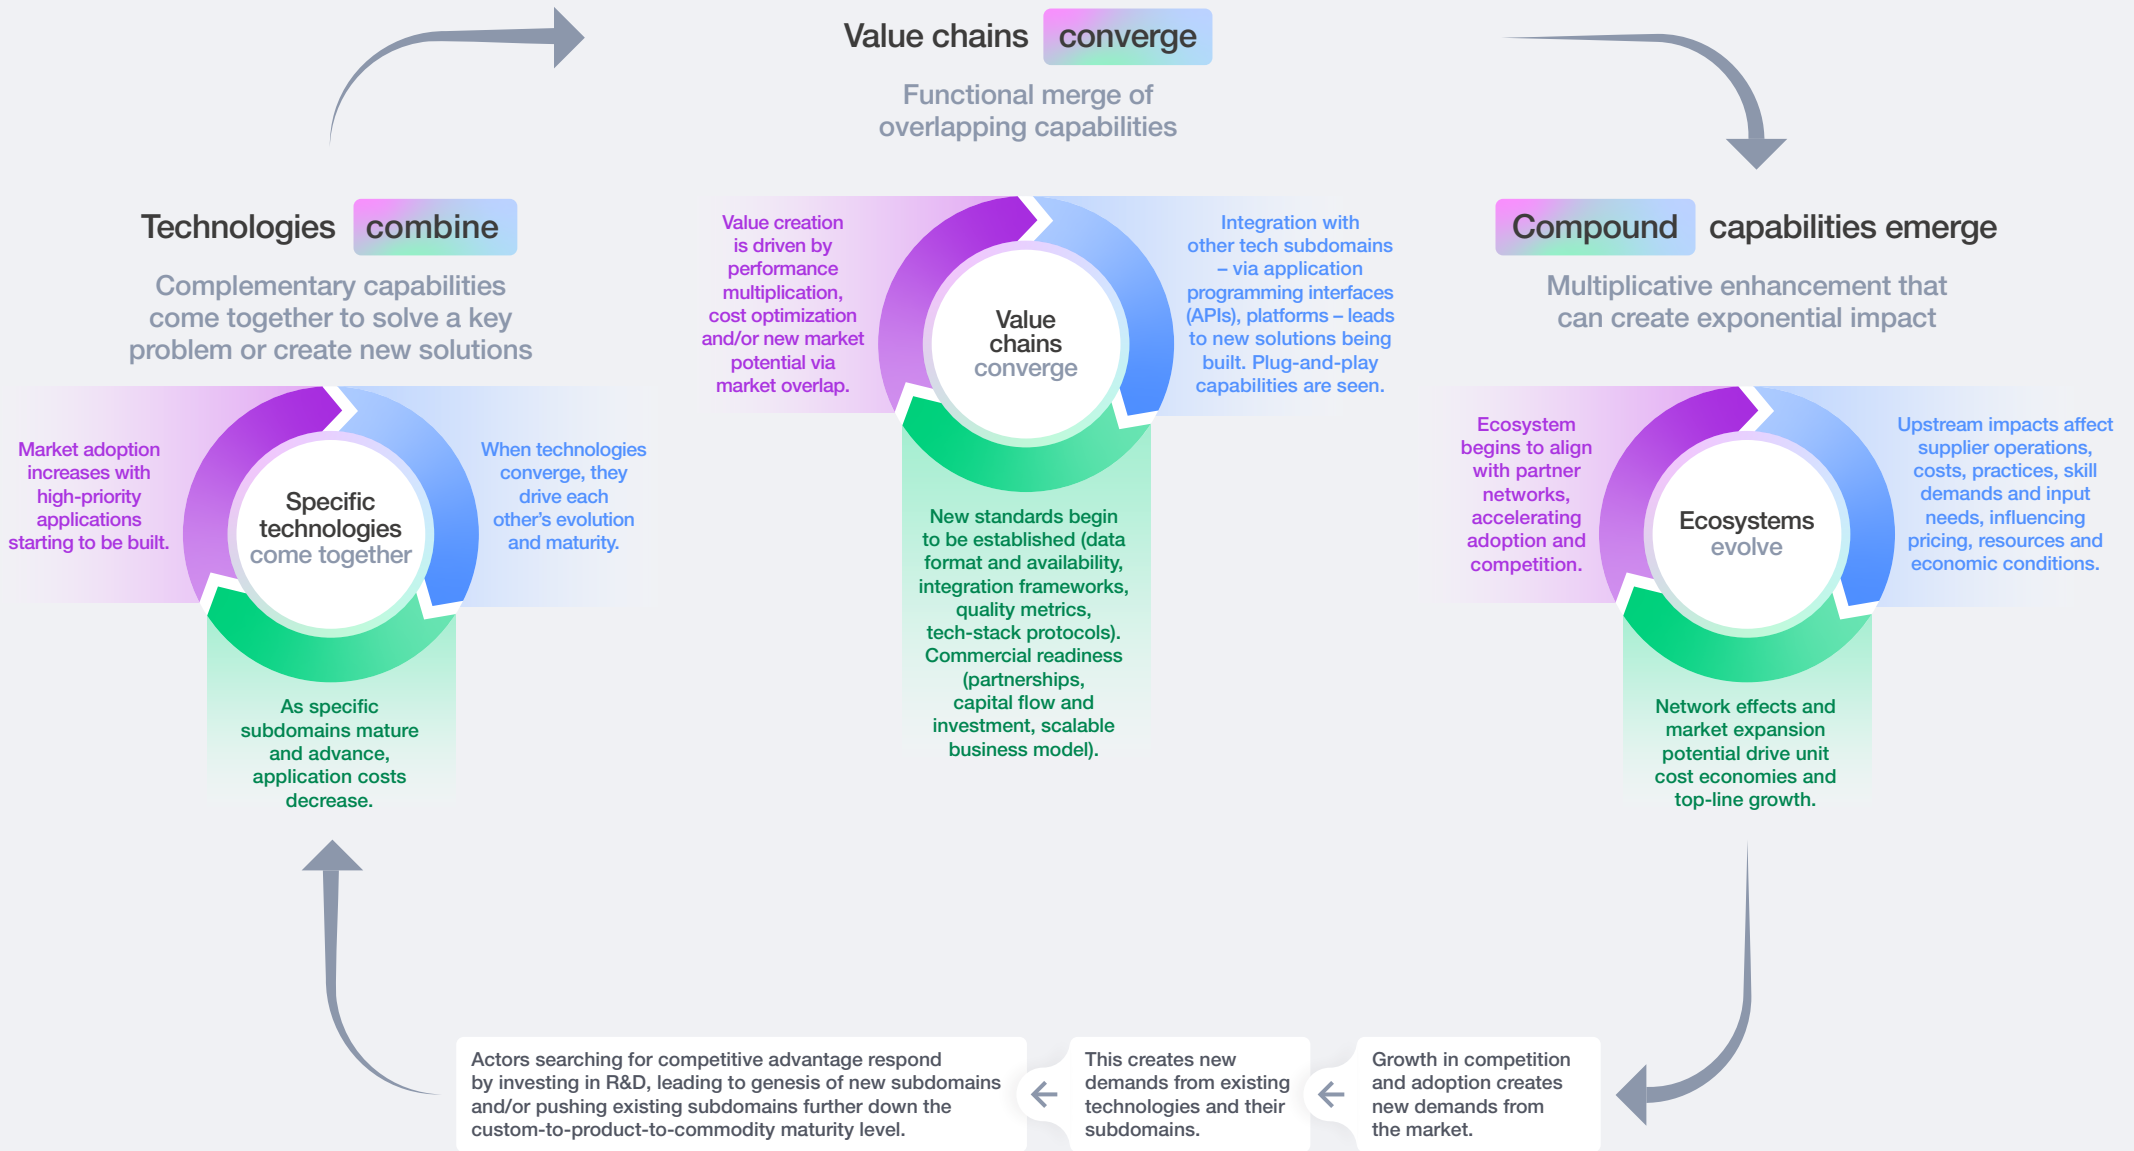 Value chains converge
Functional merge of
overlapping capabilities
Technologies combine
Complementary capabilities
come together to solve a key
problem or create new solutions
Market adoption
increases with
high-priority
applications
starting to be built.
Specific
technologies
come together
When technologies
converge, they
drive each
other’s evolution
and maturity.
As specific
subdomains mature
and advance,
application costs
decrease.
Value creation
is driven by
performance
multiplication,
cost optimization
and/or new market
potential via
market overlap.
Value
chains
converge
Integration with
other tech subdomains
– via application
programming interfaces
(APIs), platforms – leads
to new solutions being
built. Plug-and-play
capabilities are seen.
New standards begin
to be established (data
format and availability,
integration frameworks,
quality metrics,
tech-stack protocols).
Commercial readiness
(partnerships,
capital flow and
investment, scalable
business model).
Compound capabilities emerge
Multiplicative enhancement that
can create exponential impact
Ecosystem
begins to align
with partner
networks,
accelerating
adoption and
competition.
Ecosystems
evolve
Upstream impacts affect
supplier operations,
costs, practices, skill
demands and input
needs, influencing
pricing, resources and
economic conditions.
Network effects and
market expansion
potential drive unit
cost economies and
top-line growth.
Growth in competition
and adoption creates
new demands from
the market.
This creates new
demands from existing
technologies and their
subdomains.
Actors searching for competitive advantage respond
by investing in R&D, leading to genesis of new subdomains
and/or pushing existing subdomains further down the
custom-to-product-to-commodity maturity level.